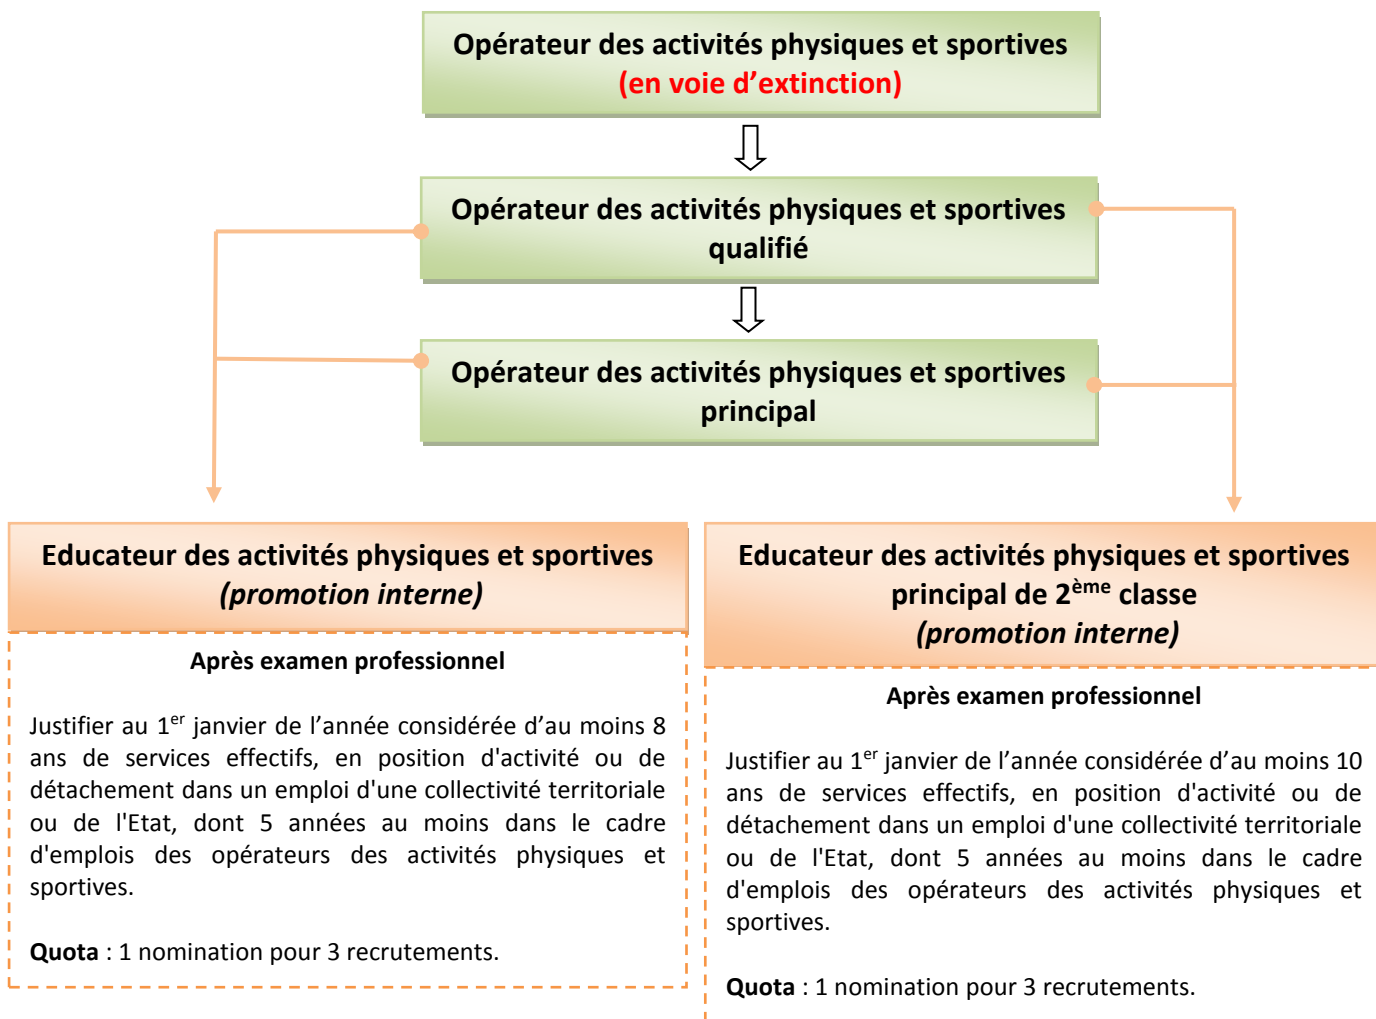 Opérateur des activités physiques et sportives
(en voie d’extinction)
Opérateur des activités physiques et sportives
qualifié
Opérateur des activités physiques et sportives
principal
Educateur des activités physiques et sportives
(promotion interne)
Après examen professionnel
Justifier au 1er janvier de l’année considérée d’au moins 8
ans de services effectifs, en position d'activité ou de
détachement dans un emploi d'une collectivité territoriale
ou de l'Etat, dont 5 années au moins dans le cadre
d'emplois des opérateurs des activités physiques et
sportives.
Quota : 1 nomination pour 3 recrutements.
Educateur des activités physiques et sportives
principal de 2ème classe
(promotion interne)
Après examen professionnel
Justifier au 1er janvier de l’année considérée d’au moins 10
ans de services effectifs, en position d'activité ou de
détachement dans un emploi d'une collectivité territoriale
ou de l'Etat, dont 5 années au moins dans le cadre
d'emplois des opérateurs des activités physiques et
sportives.
Quota : 1 nomination pour 3 recrutements.